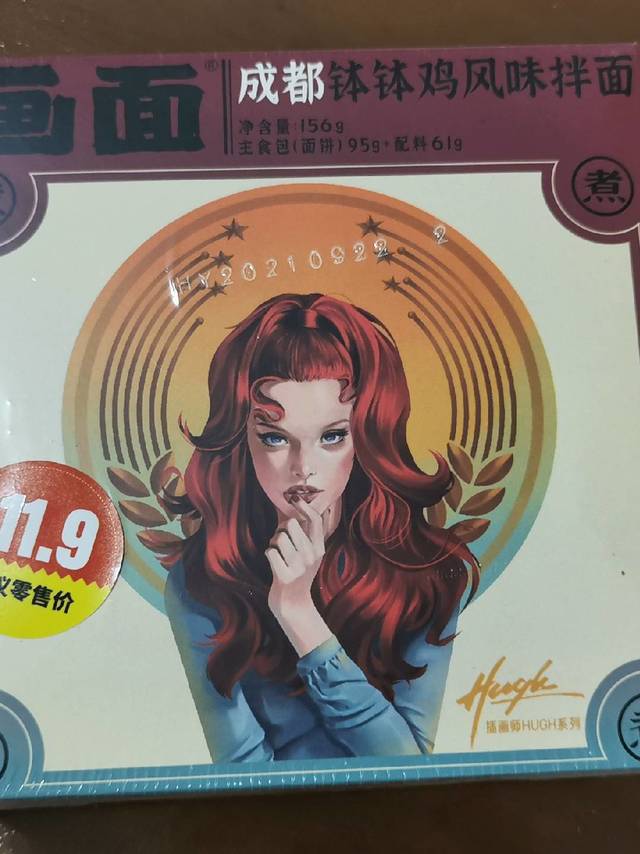 画面®
成都钵钵鸡风味拌面
净含量:156g
主食包(面饼)95g+配料61g
煮
HY20210922 2
11.9
议零售价
Hugh
插画师HUGH系列